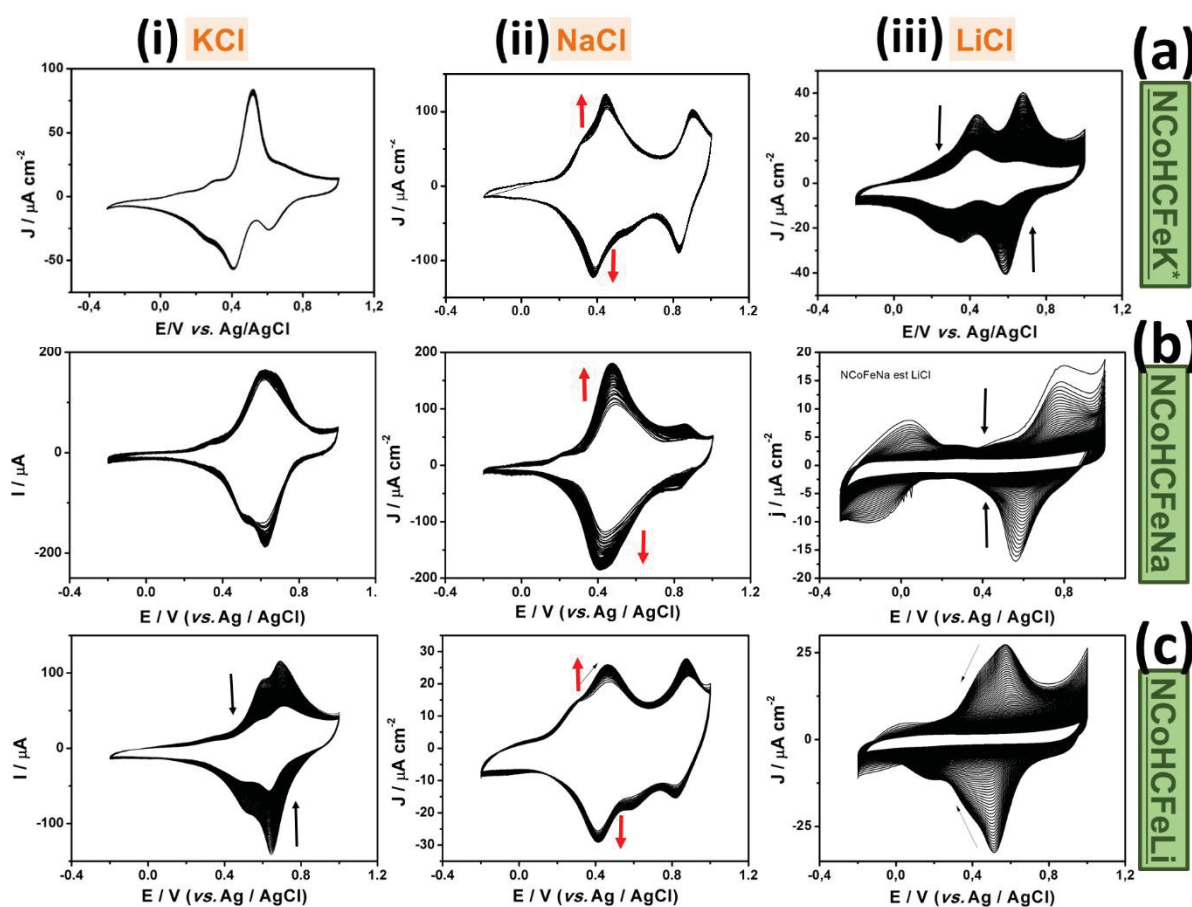 (i) KCl
(ii) NaCl
(iii) LiCl
(a)
NCoHCFeK*
100
50
0
-50
J / µA cm-2
-0,4 0,0 0,4 0,8 1,2
E/V vs. Ag/AgCl
100
0
-100
J / µA cm-2
-0.4 0.0 0.4 0.8 1.2
E / V (vs. Ag / AgCl)
40
20
0
-20
-40
J / µA cm-2
-0,4 0,0 0,4 0,8 1,2
E/V vs. Ag/AgCl
(b)
NCoHCFeNa
200
0
-200
I / µA
-0.4 0.0 0.4 0.8 1.
E / V (vs. Ag / AgCl)
200
100
0
-100
-200
J / µA cm-2
-0.4 0.0 0.4 0.8 1.2
E / V (vs. Ag / AgCl)
NCoFeNa est LiCl
20
15
10
5
0
-5
-10
-15
20
j / µA cm-2
-0,4 0,0 0,4 0,8 1,2
E / V (vs. Ag / AgCl)
(c)
NCoHCFeLi
100
0
-100
I / µA
-0.4 0.0 0.4 0.8 1.2
E / V (vs. Ag / AgCl)
30
20
10
0
-10
-20
-30
J / µA cm-2
-0.4 0.0 0.4 0.8 1.2
E / V (vs. Ag / AgCl)
25
0
-25
J / µA cm-2
-0,4 0,0 0,4 0,8 1,2
E / V (vs. Ag / AgCl)